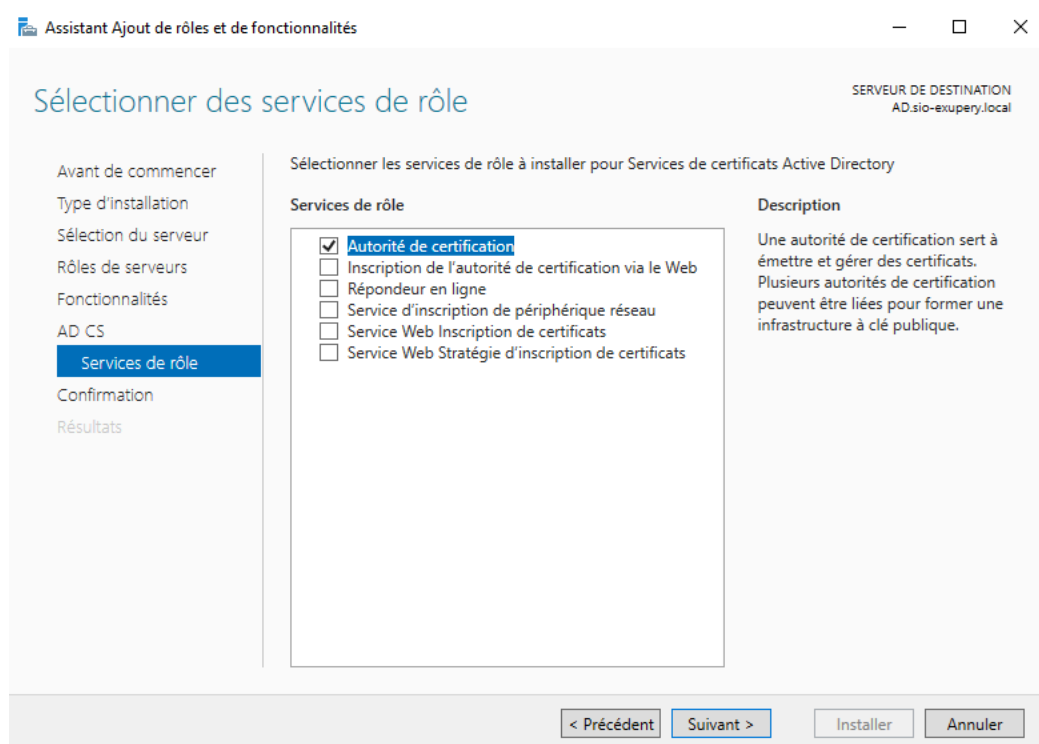 Assistant Ajout de rôles et de fonctionnalités
Sélectionner des services de rôle
SERVEUR DE DESTINATION
AD.sio-exupery.local
Avant de commencer
Type d'installation
Sélection du serveur
Rôles de serveurs
Fonctionnalités
AD CS
Services de rôle
Confirmation
Résultats
Sélectionner les services de rôle à installer pour Services de certificats Active Directory
Services de rôle
Autorité de certification
Inscription de l'autorité de certification via le Web
Répondeur en ligne
Service d'inscription de périphérique réseau
Service Web Inscription de certificats
Service Web Stratégie d'inscription de certificats
Description
Une autorité de certification sert à
émettre et gérer des certificats.
Plusieurs autorités de certification
peuvent être liées pour former une
infrastructure à clé publique.
< Précédent
Suivant >
Installer
Annuler